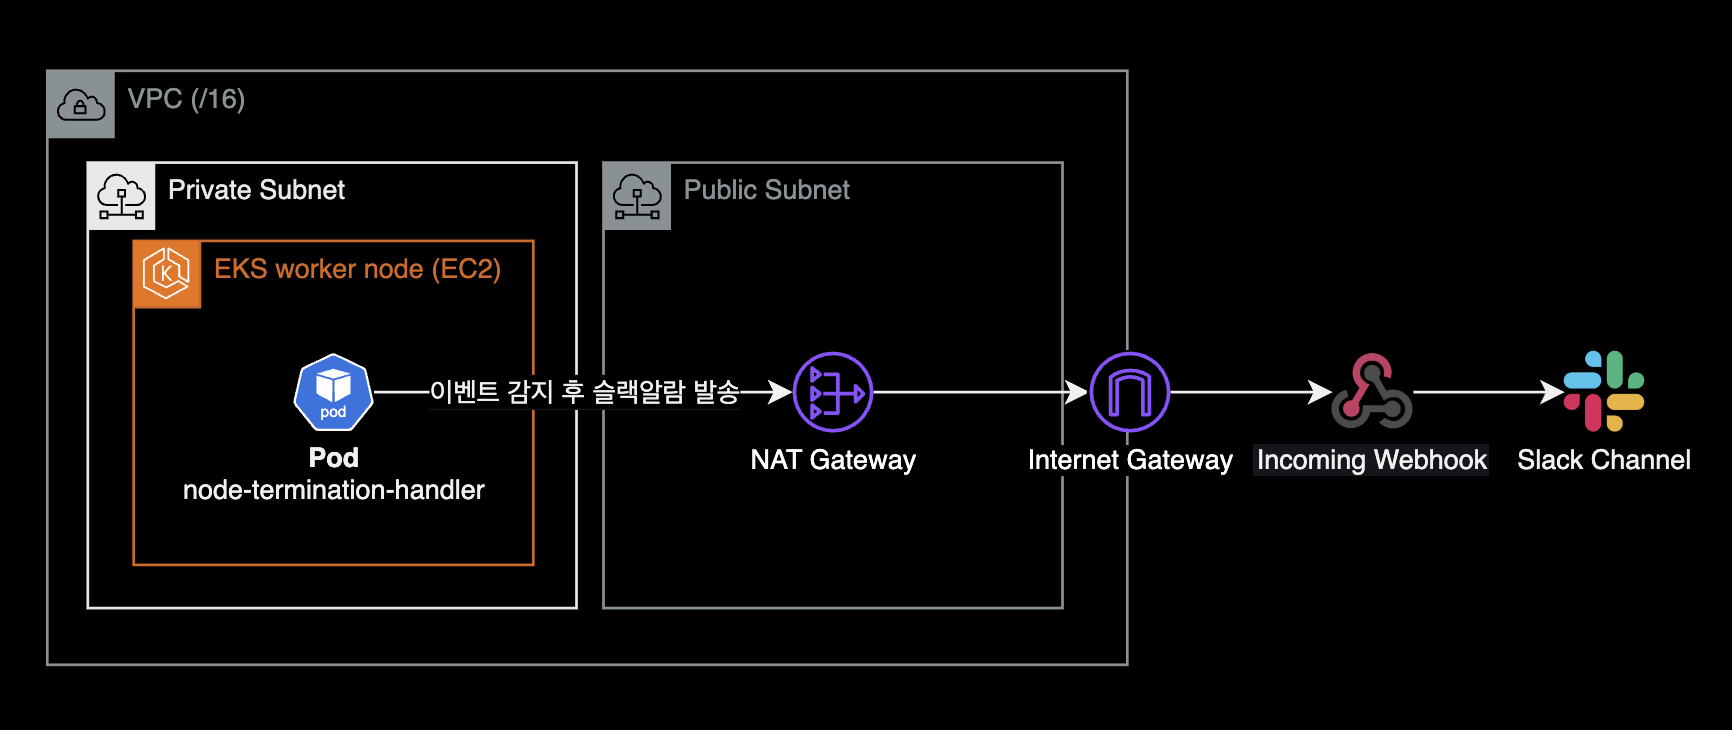 VPC (/16)
Private Subnet
Public Subnet
EKS worker node (EC2)
K
pod
이벤트 감지 후 슬랙알람 발송
Pod
node-termination-handler
NAT Gateway
Internet Gateway
Incoming Webhook
Slack Channel